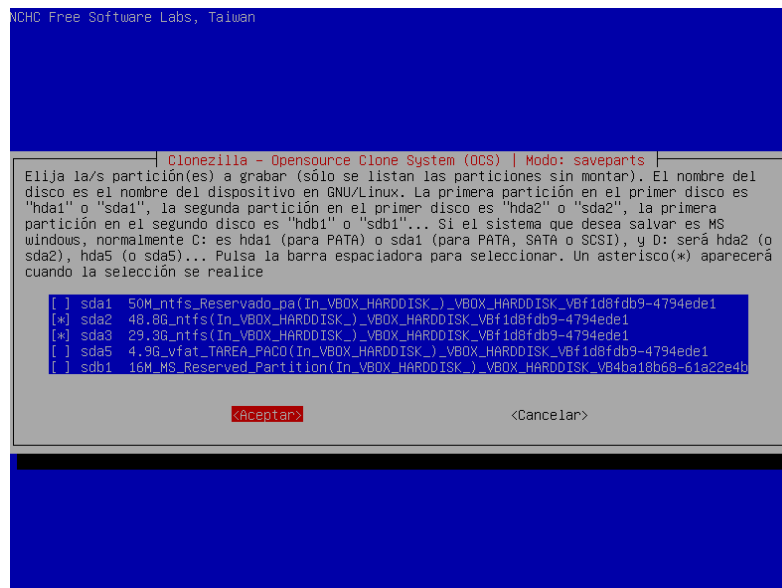 NCHC Free Software Labs, Taiwan
Clonezilla - Opensource Clone System (OCS) | Modo: saveparts
Elija la/s partición(es) a grabar (sólo se listan las particiones sin montar). El nombre del
disco es el nombre del dispositivo en GNU/Linux. La primera partición en el primer disco es
"hda1" o "sda1", la segunda partición en el primer disco es "hda2" o "sda2", la primera
partición en el segundo disco es "hdb1" o "sdb1"... Si el sistema que desea salvar es MS
windows, normalmente C: es hda1 (para PATA) o sda1 (para PATA, SATA o SCSI), y D: será hda2 (o
sda2), hda5 (o sda5)... Pulsa la barra espaciadora para seleccionar. Un asterisco(*) aparecerá
cuando la selección se realice
[ ] sda1 50M_ntfs_Reservado_pa(In_VBOX_HARDDISK_)_VBOX_HARDDISK_VBf1d8fdb9-4794ede1
[*] sda2 48.8G_ntfs(In_VBOX_HARDDISK_)_VBOX_HARDDISK_VBf1d8fdb9-4794ede1
[*] sda3 29.3G_ntfs(In_VBOX_HARDDISK_)_VBOX_HARDDISK_VBf1d8fdb9-4794ede1
[ ] sda5 4.9G_vfat_TAREA_PACO(In_VBOX_HARDDISK_)_VBOX_HARDDISK_VBf1d8fdb9-4794ede1
[ ] sdb1 16M_MS_Reserved_Partition(In_VBOX_HARDDISK_)_VBOX_HARDDISK_VB4ba18b68-61a22e4b
<Aceptar> <Cancelar>